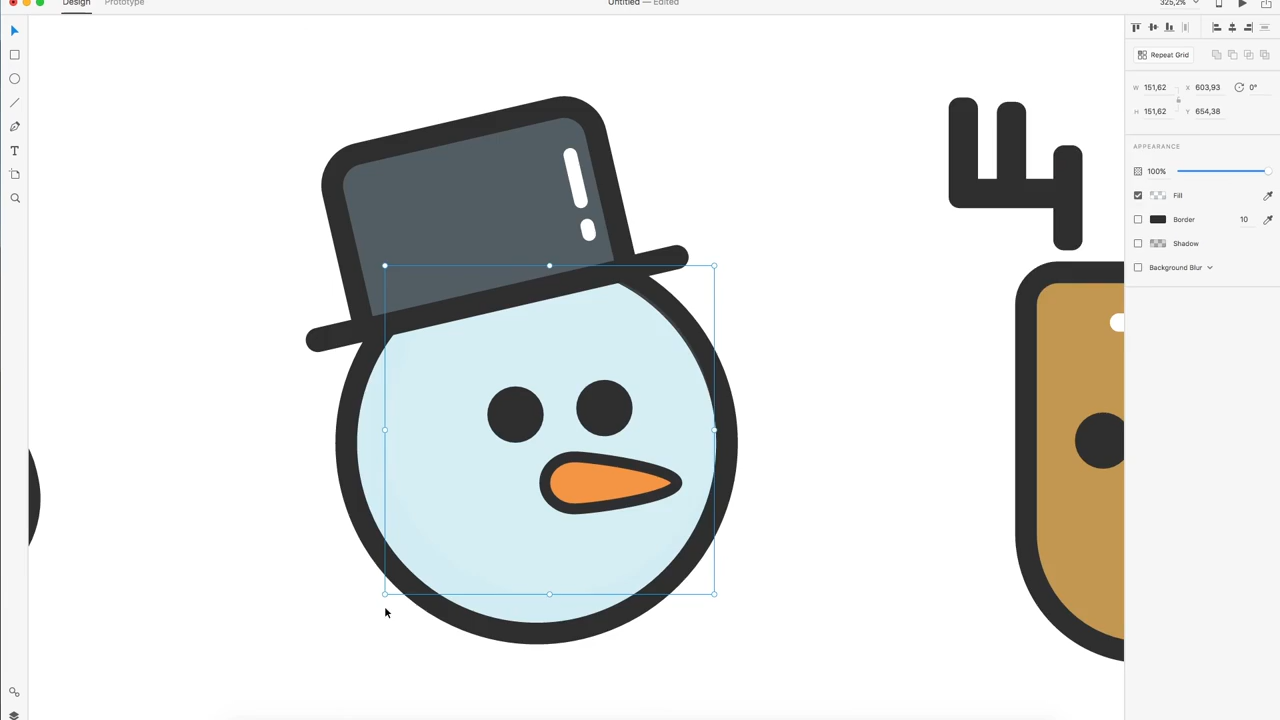 Design Prototype Untitled — Edited 325,2%
Repeat Grid
W 151,62 X 603,93 0°
H 151,62 Y 654,38
APPEARANCE
100%
Fill
Border 10
Shadow
Background Blur